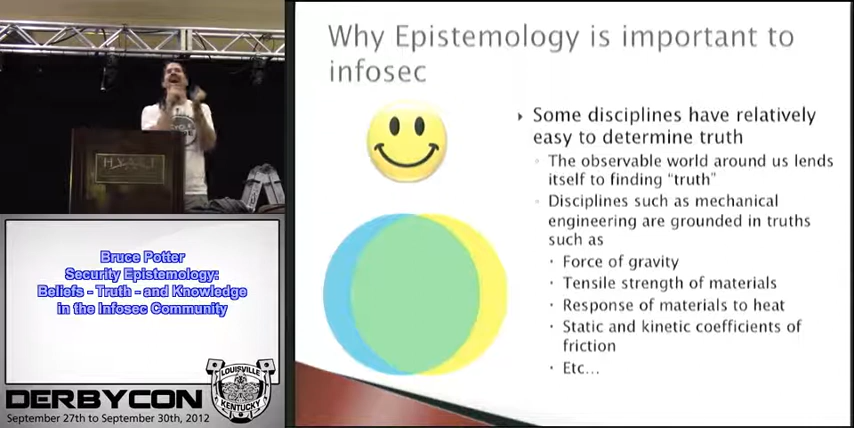 Why Epistemology is important to
infosec
Some disciplines have relatively
easy to determine truth
The observable world around us lends
itself to finding “truth”
Disciplines such as mechanical
engineering are grounded in truths
such as
Force of gravity
Tensile strength of materials
Response of materials to heat
Static and kinetic coefficients of
friction
Etc...
HYATT
Bruce Potter
Security Epistemology:
Beliefs - Truth - and Knowledge
in the Infosec Community
LOUISVILLE
KENTUCKY
DERBYCON
September 27th to September 30th, 2012